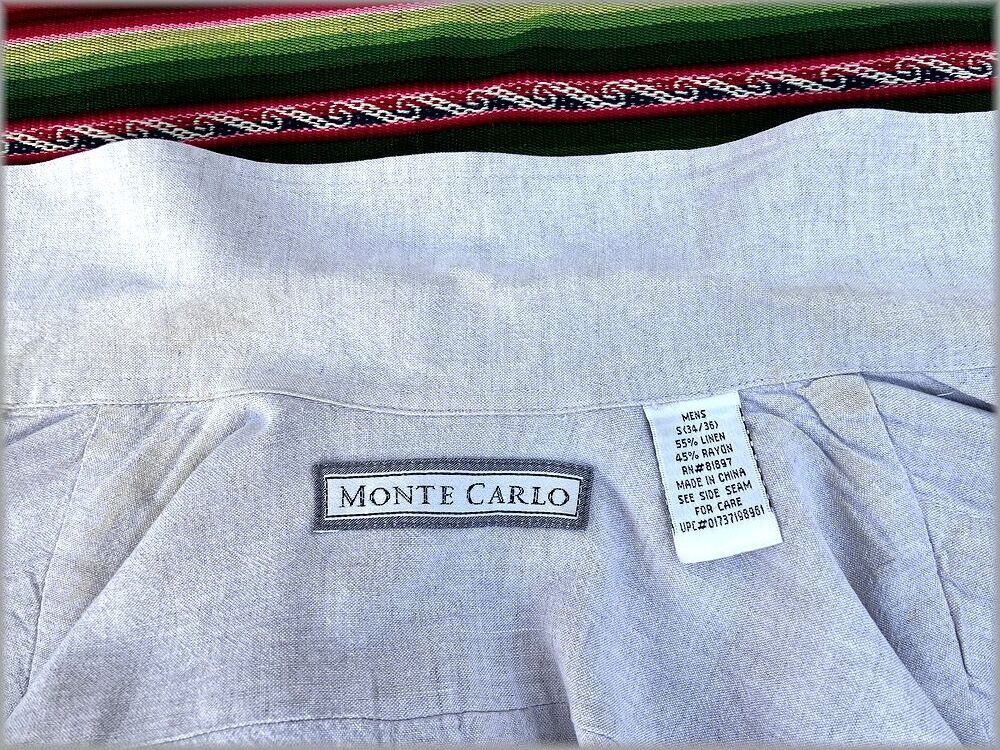 MONTE CARLO
MENS
S(34/36)
55% LINEN
45% RAYON
RN#81897
MADE IN CHINA
SEE SIDE SEAM
FOR CARE
UPC#01737198961